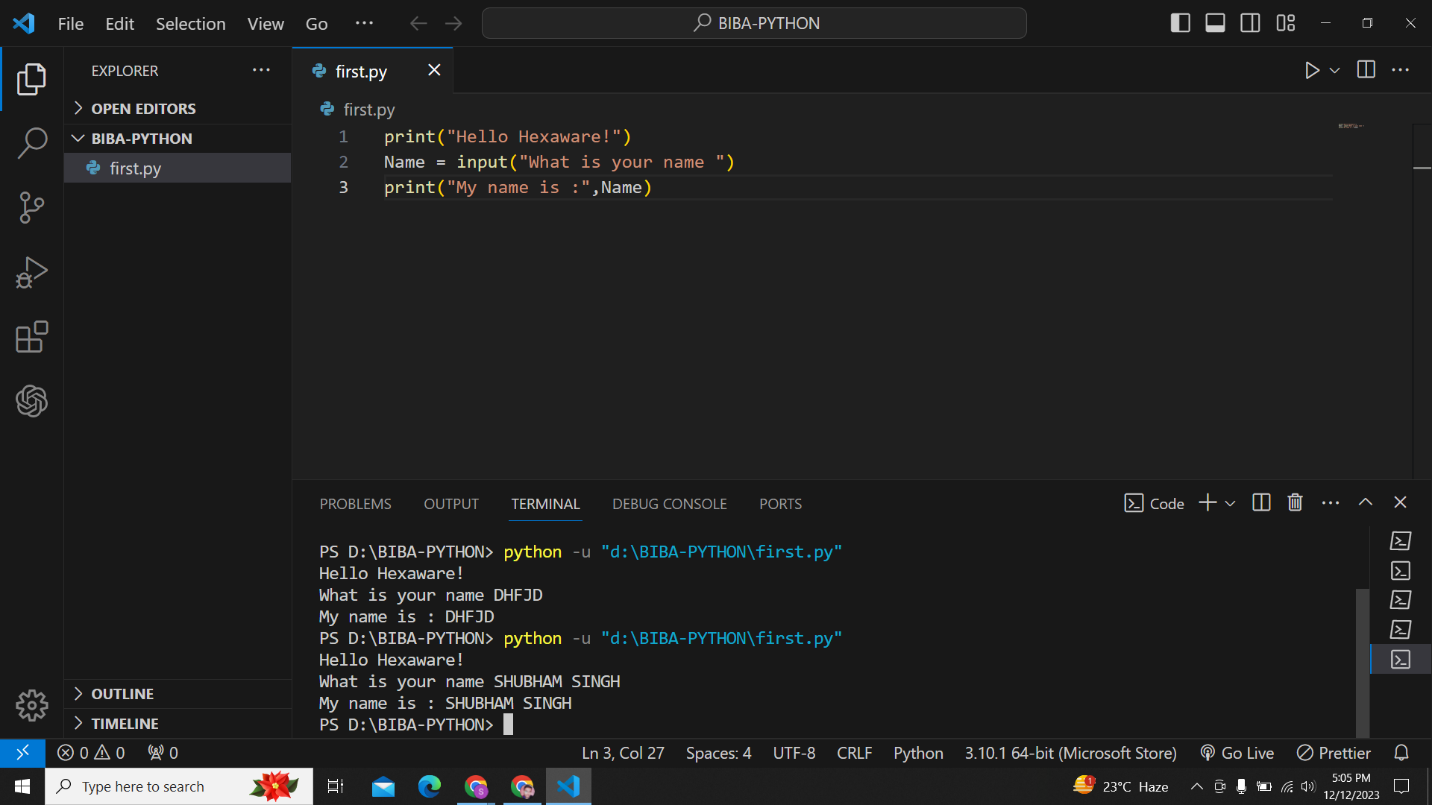 File Edit Selection View Go ··· BIBA-PYTHON
EXPLORER ···
first.py
OPEN EDITORS
BIBA-PYTHON
first.py
first.py
1 print("Hello Hexaware!")
2 Name = input("What is your name ")
3 print("My name is :",Name)
PROBLEMS OUTPUT TERMINAL DEBUG CONSOLE PORTS Code
PS D:\BIBA-PYTHON> python -u "d:\BIBA-PYTHON\first.py"
Hello Hexaware!
What is your name DHFJD
My name is : DHFJD
PS D:\BIBA-PYTHON> python -u "d:\BIBA-PYTHON\first.py"
Hello Hexaware!
What is your name SHUBHAM SINGH
My name is : SHUBHAM SINGH
PS D:\BIBA-PYTHON>
OUTLINE
TIMELINE
0 0 0 Ln 3, Col 27 Spaces: 4 UTF-8 CRLF Python 3.10.1 64-bit (Microsoft Store) Go Live Prettier
Type here to search S 1 23°C Haze 5:05 PM
12/12/2023